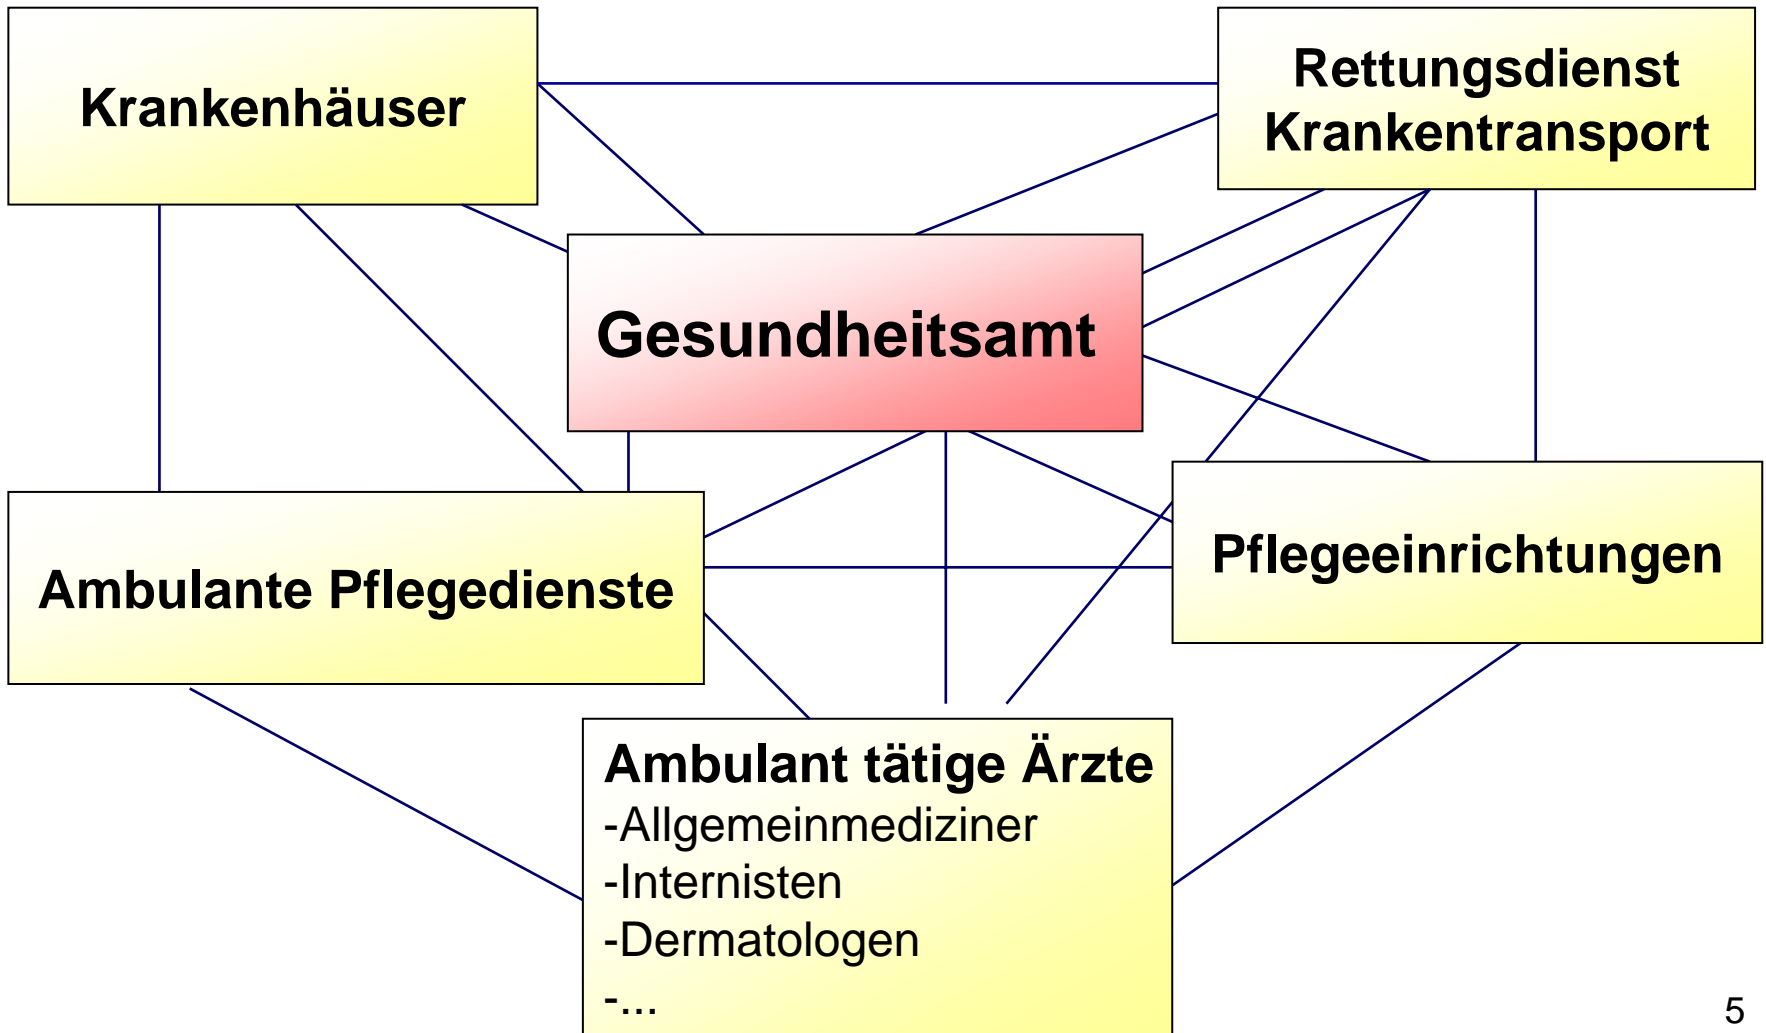 Krankenhäuser
Rettungsdienst
Krankentransport
Gesundheitsamt
Ambulante Pflegedienste
Pflegeeinrichtungen
Ambulant tätige Ärzte
-Allgemeinmediziner
-Internisten
-Dermatologen
-...
5